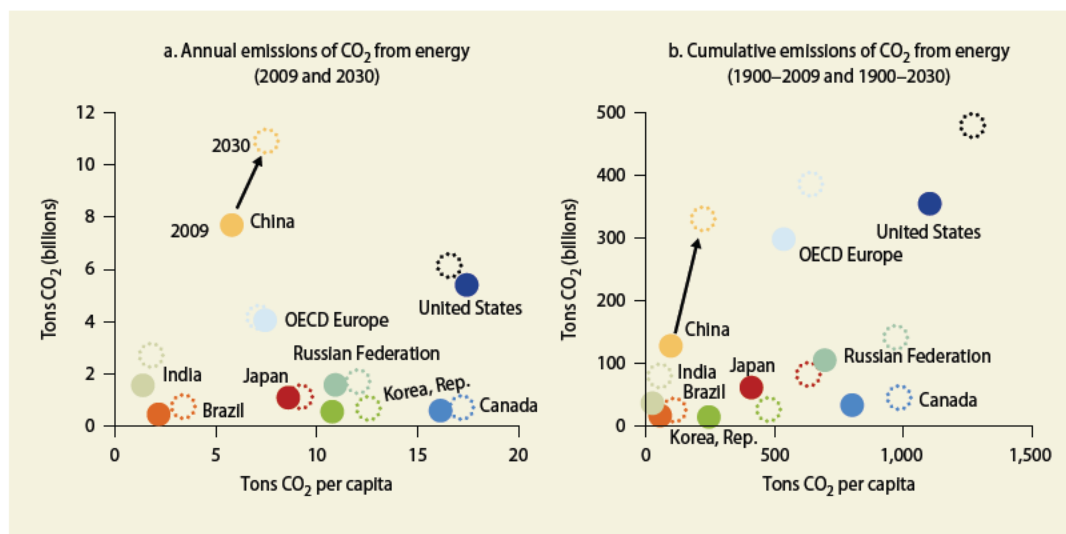 a. Annual emissions of CO₂ from energy
(2009 and 2030)
12
10
8
6
4
2
0
Tons CO₂ (billions)
2030
2009
China
United States
OECD Europe
Russian Federation
India
Japan
Korea, Rep.
Brazil
Canada
0 5 10 15 20
Tons CO₂ per capita
b. Cumulative emissions of CO₂ from energy
(1900–2009 and 1900–2030)
500
400
300
200
100
0
Tons CO₂ (billions)
United States
OECD Europe
China
Russian Federation
India
Japan
Brazil
Canada
Korea, Rep.
0 500 1,000 1,500
Tons CO₂ per capita